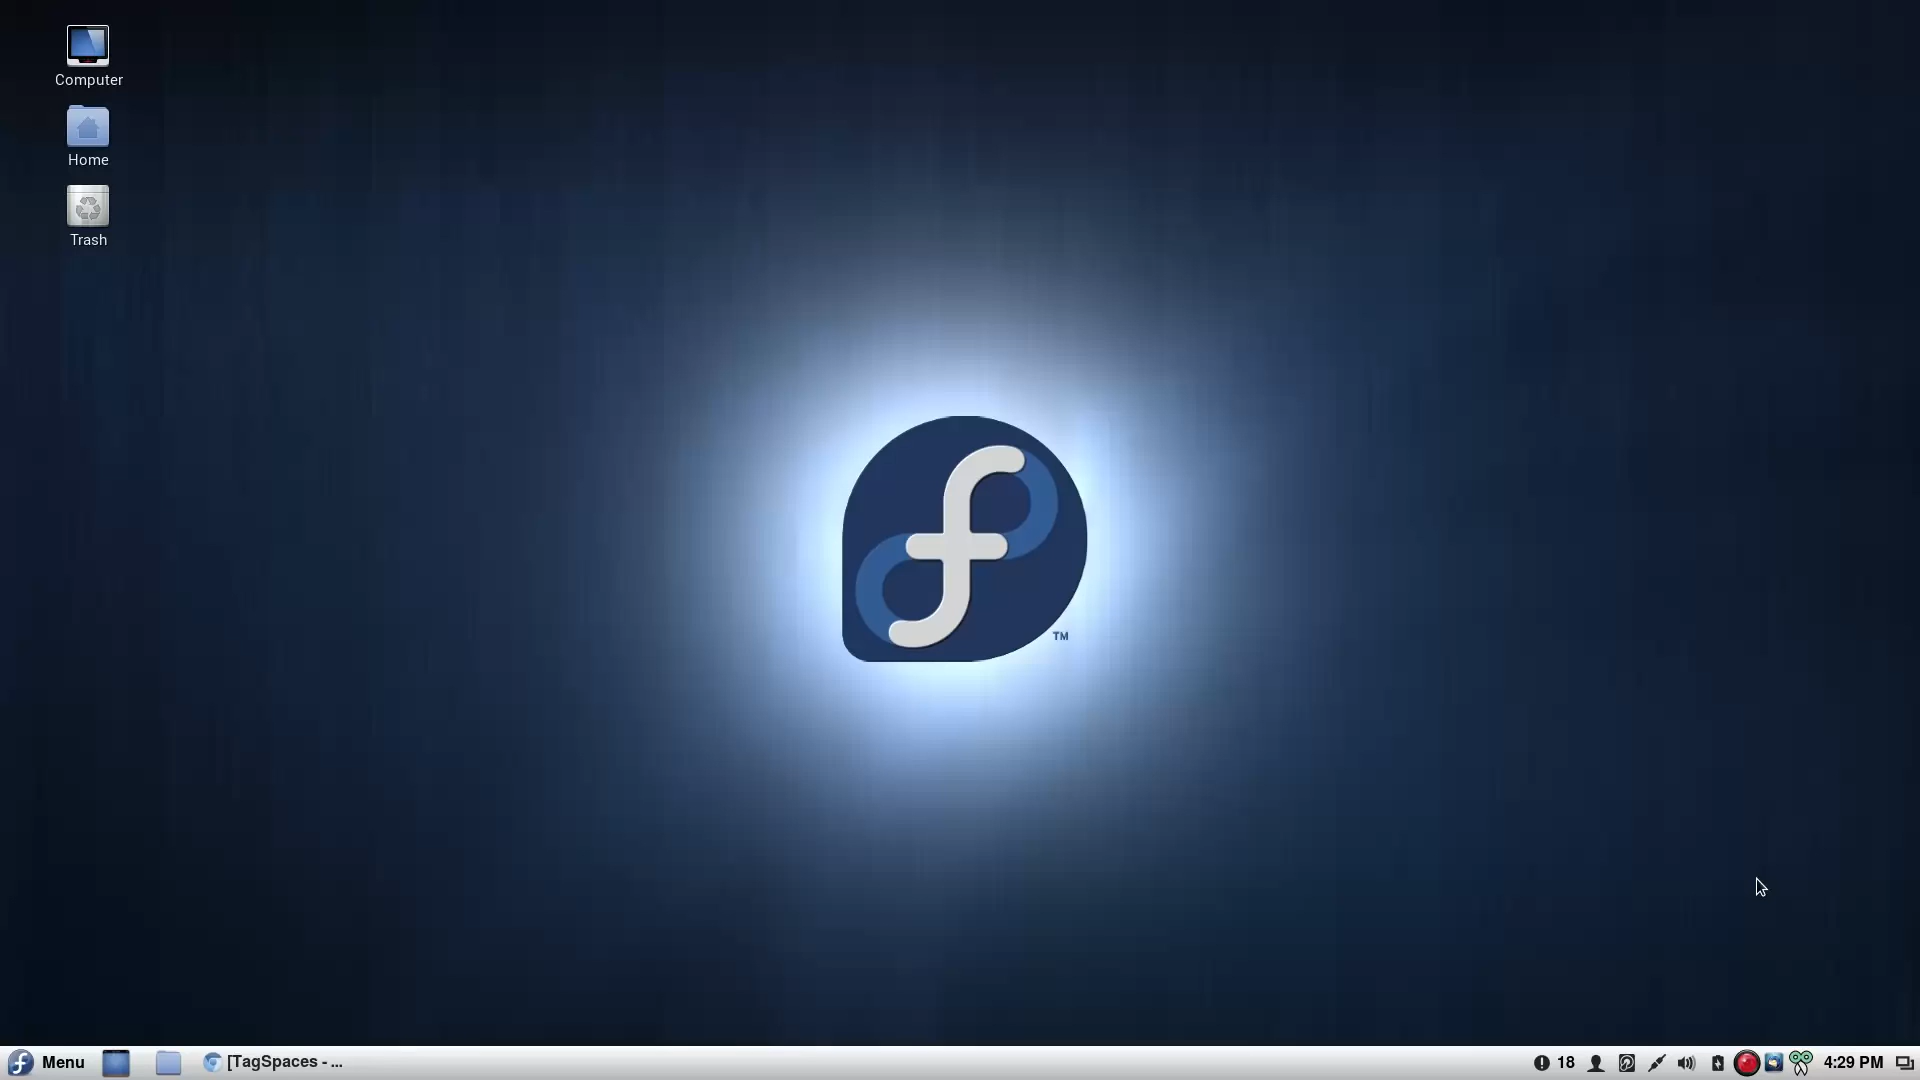 Computer
Home
Trash
TM
Menu
[TagSpaces - ...
18
4:29 PM